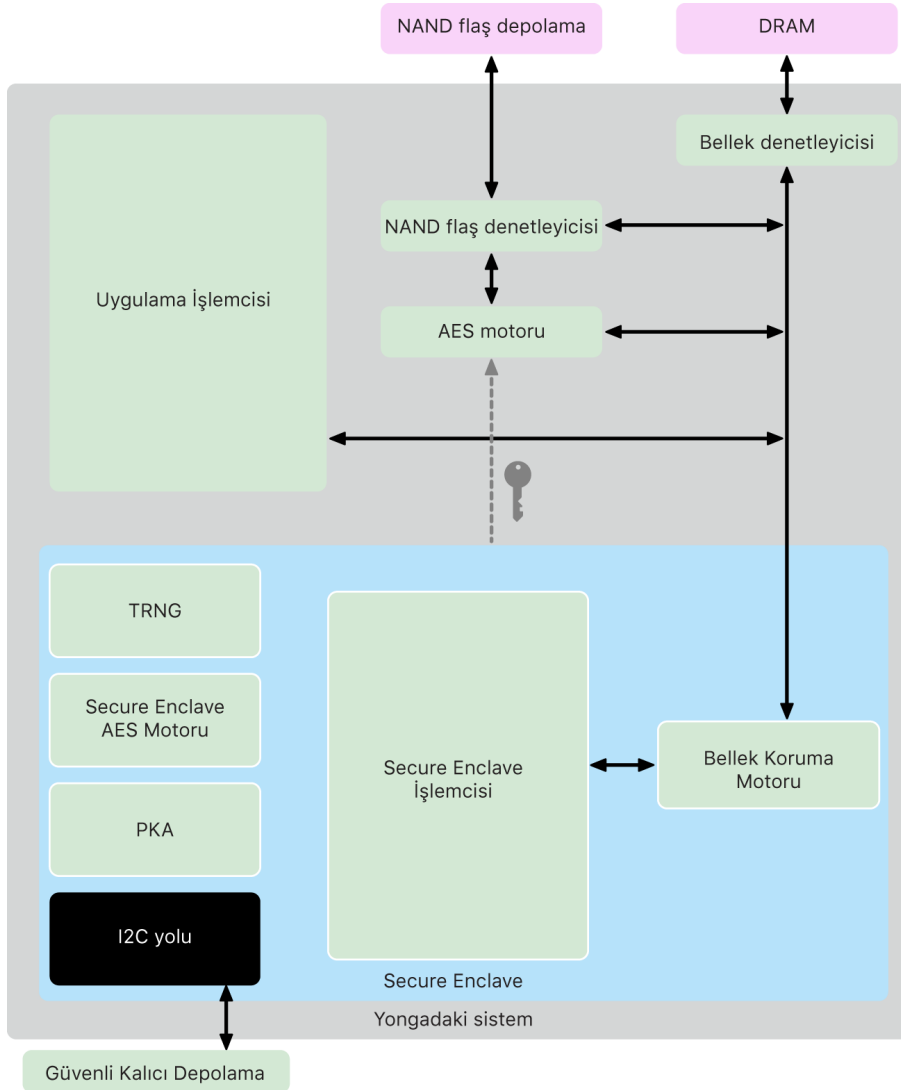 NAND flaş depolama
DRAM
Bellek denetleyicisi
NAND flaş denetleyicisi
Uygulama İşlemcisi
AES motoru
TRNG
Secure Enclave
AES Motoru
PKA
I2C yolu
Secure Enclave
İşlemcisi
Bellek Koruma
Motoru
Secure Enclave
Yongadaki sistem
Güvenli Kalıcı Depolama